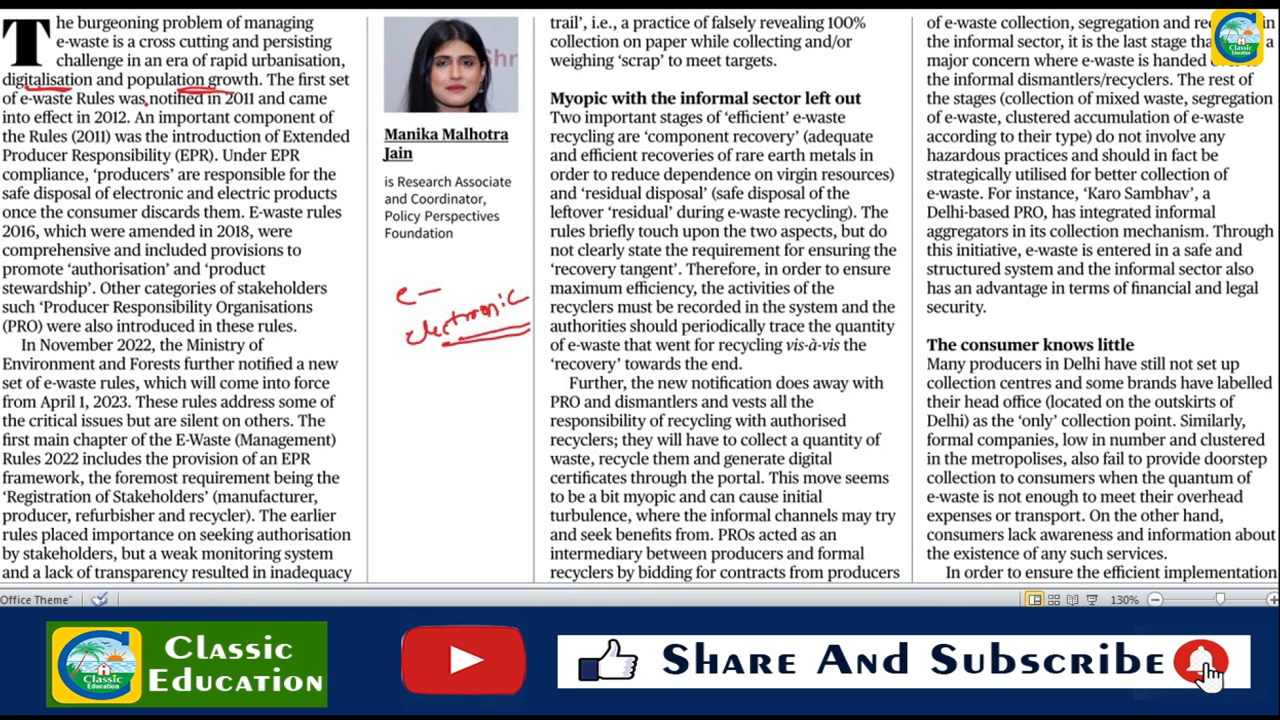 The burgeoning problem of managing
e-waste is a cross cutting and persisting
challenge in an era of rapid urbanisation,
digitalisation and population growth. The first set
of e-waste Rules was notified in 2011 and came
into effect in 2012. An important component of
the Rules (2011) was the introduction of Extended
Producer Responsibility (EPR). Under EPR
compliance, ‘producers’ are responsible for the
safe disposal of electronic and electric products
once the consumer discards them. E-waste rules
2016, which were amended in 2018, were
comprehensive and included provisions to
promote ‘authorisation’ and ‘product
stewardship’. Other categories of stakeholders
such ‘Producer Responsibility Organisations
(PRO) were also introduced in these rules.
In November 2022, the Ministry of
Environment and Forests further notified a new
set of e-waste rules, which will come into force
from April 1, 2023. These rules address some of
the critical issues but are silent on others. The
first main chapter of the E-Waste (Management)
Rules 2022 includes the provision of an EPR
framework, the foremost requirement being the
‘Registration of Stakeholders’ (manufacturer,
producer, refurbisher and recycler). The earlier
rules placed importance on seeking authorisation
by stakeholders, but a weak monitoring system
and a lack of transparency resulted in inadequacy
Shr
Manika Malhotra
Jain
is Research Associate
and Coordinator,
Policy Perspectives
Foundation
e-
electronic
trail’, i.e., a practice of falsely revealing 100%
collection on paper while collecting and/or
weighing ‘scrap’ to meet targets.
Myopic with the informal sector left out
Two important stages of ‘efficient’ e-waste
recycling are ‘component recovery’ (adequate
and efficient recoveries of rare earth metals in
order to reduce dependence on virgin resources)
and ‘residual disposal’ (safe disposal of the
leftover ‘residual’ during e-waste recycling). The
rules briefly touch upon the two aspects, but do
not clearly state the requirement for ensuring the
‘recovery tangent’. Therefore, in order to ensure
maximum efficiency, the activities of the
recyclers must be recorded in the system and the
authorities should periodically trace the quantity
of e-waste that went for recycling vis-à-vis the
‘recovery’ towards the end.
Further, the new notification does away with
PRO and dismantlers and vests all the
responsibility of recycling with authorised
recyclers; they will have to collect a quantity of
waste, recycle them and generate digital
certificates through the portal. This move seems
to be a bit myopic and can cause initial
turbulence, where the informal channels may try
and seek benefits from. PROs acted as an
intermediary between producers and formal
recyclers by bidding for contracts from producers
of e-waste collection, segregation and in
the informal sector, it is the last stage a
major concern where e-waste is handed to
the informal dismantlers/recyclers. The rest of
the stages (collection of mixed waste, segregation
of e-waste, clustered accumulation of e-waste
according to their type) do not involve any
hazardous practices and should in fact be
strategically utilised for better collection of
e-waste. For instance, ‘Karo Sambhav’, a
Delhi-based PRO, has integrated informal
aggregators in its collection mechanism. Through
this initiative, e-waste is entered in a safe and
structured system and the informal sector also
has an advantage in terms of financial and legal
security.
The consumer knows little
Many producers in Delhi have still not set up
collection centres and some brands have labelled
their head office (located on the outskirts of
Delhi) as the ‘only’ collection point. Similarly,
formal companies, low in number and clustered
in the metropolises, also fail to provide doorstep
collection to consumers when the quantum of
e-waste is not enough to meet their overhead
expenses or transport. On the other hand,
consumers lack awareness and information about
the existence of any such services.
In order to ensure the efficient implementation
Classic
Education
Office Theme"
130%
Classic
Education
Classic
Education
Share And Subscribe